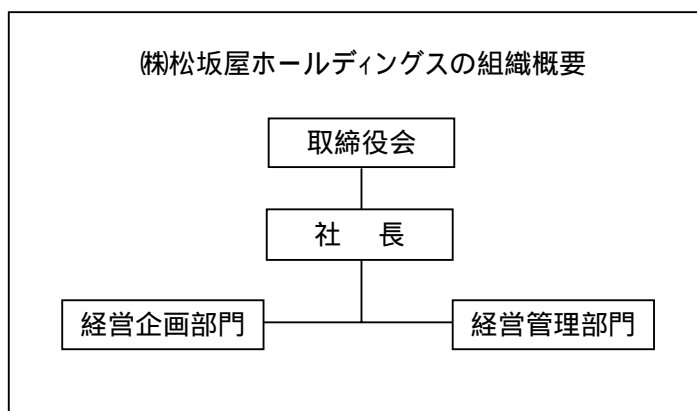 ㈱松坂屋ホールディングスの組織概要
取締役会
社　長
経営企画部門
経営管理部門